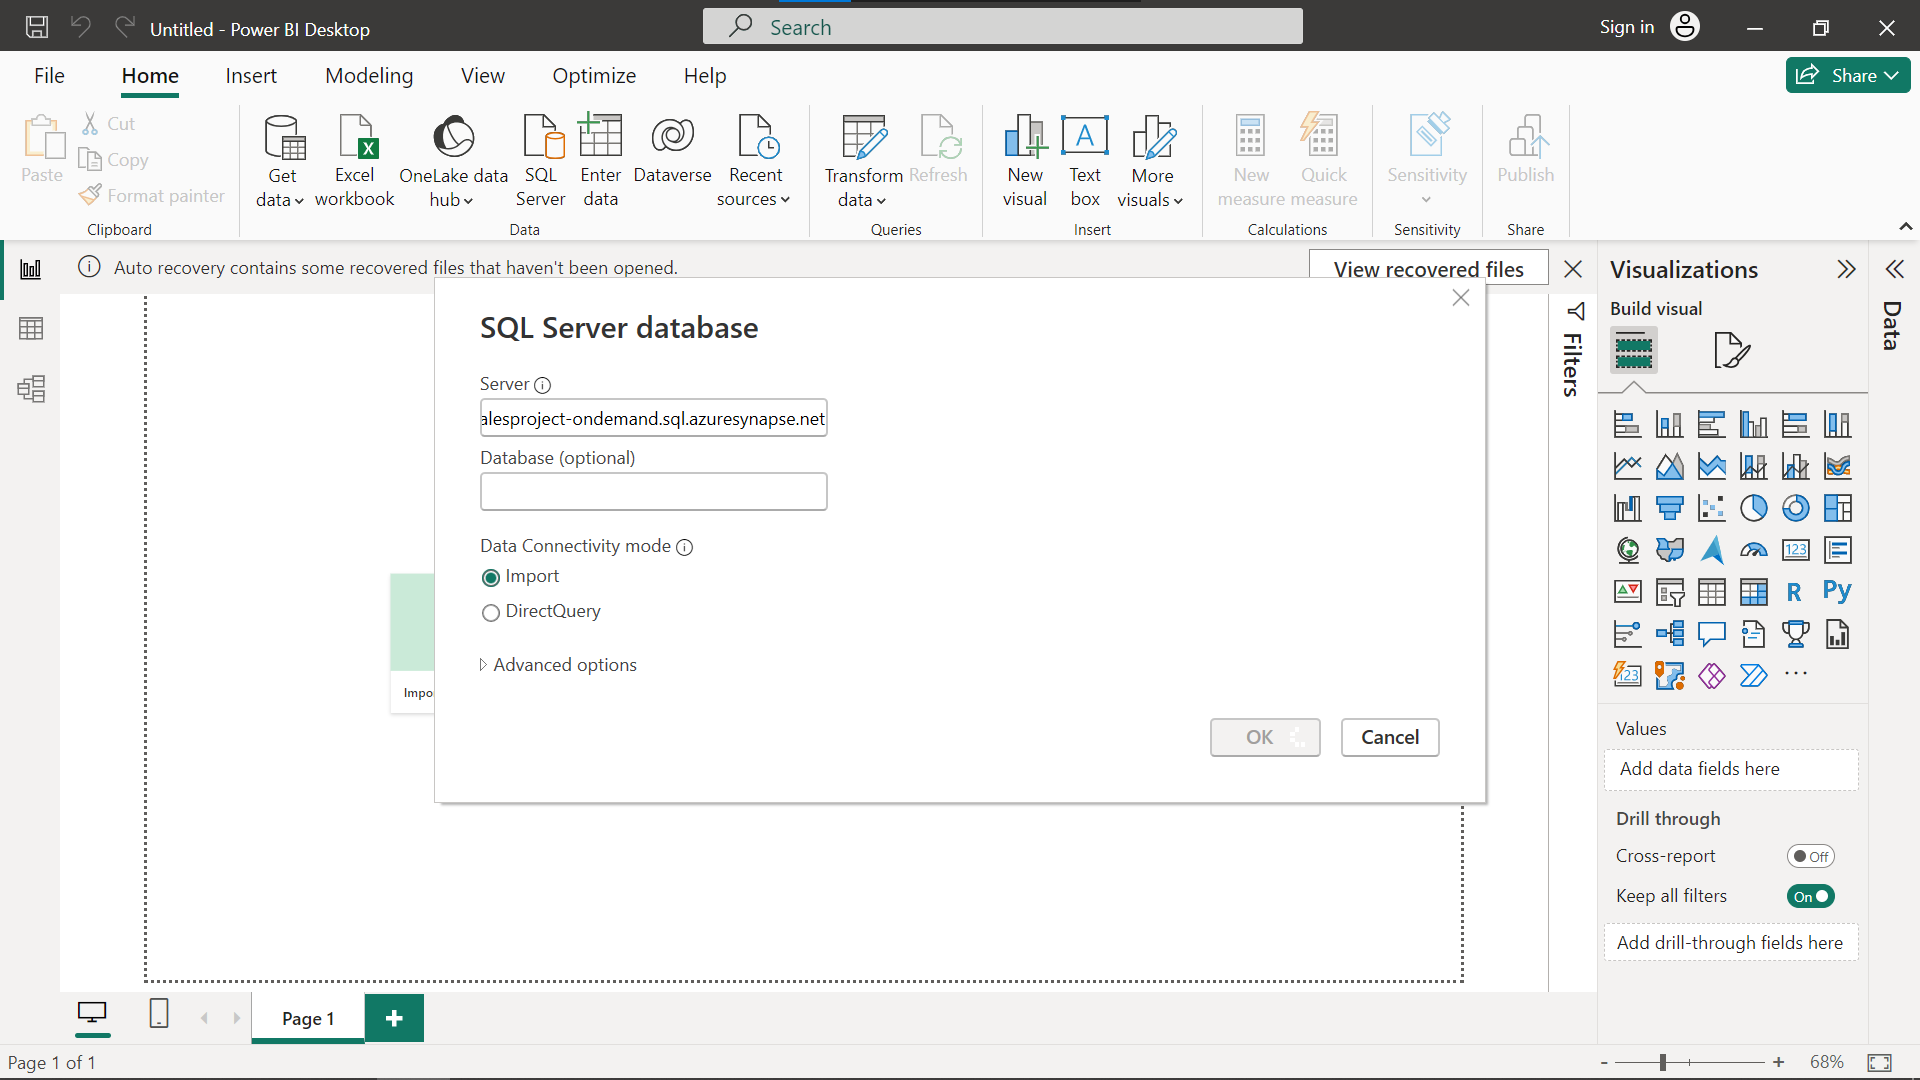 Untitled - Power BI Desktop
Search
Sign in
File Home Insert Modeling View Optimize Help
Share
Paste
Cut
Copy
Format painter
Clipboard
Get data
Excel workbook
OneLake data hub
SQL Server
Enter data
Dataverse
Recent sources
Data
Transform data
Refresh
Queries
New visual
Text box
More visuals
Insert
New measure
Quick measure
Calculations
Sensitivity
Sensitivity
Publish
Share
Auto recovery contains some recovered files that haven't been opened.
View recovered files
SQL Server database
Server
alesproject-ondemand.sql.azuresynapse.net
Database (optional)
Data Connectivity mode
Import
DirectQuery
Advanced options
OK
Cancel
Impo
Filters
Visualizations
Build visual
Data
123
R
Py
123
Values
Add data fields here
Drill through
Cross-report
Off
Keep all filters
On
Add drill-through fields here
Page 1
Page 1 of 1
- + 68%